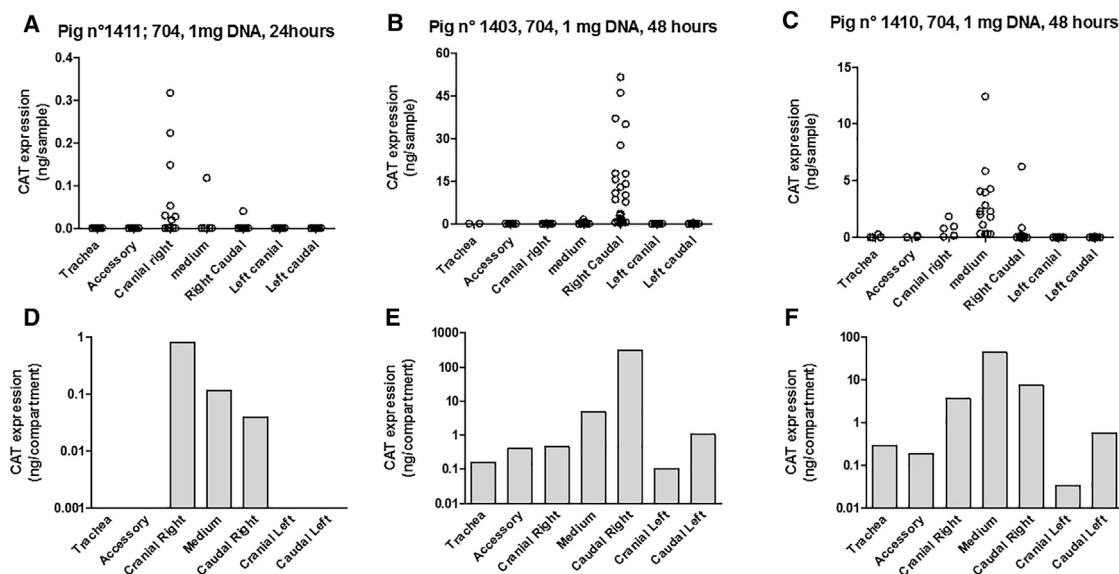 A
Pig n°1411; 704, 1mg DNA, 24hours
CAT expression
(ng/sample)
0.4
0.3
0.2
0.1
0.0
Trachea
Accessory
Cranial right
medium
Right Caudal
Left cranial
Left caudal
B
Pig n° 1403, 704, 1 mg DNA, 48 hours
CAT expression
(ng/sample)
60
45
30
15
0
Trachea
Accessory
Cranial right
medium
Right Caudal
Left cranial
Left caudal
C
Pig n° 1410, 704, 1 mg DNA, 48 hours
CAT expression
(ng/sample)
15
10
5
0
Trachea
Accessory
Cranial right
medium
Right Caudal
Left cranial
Left caudal
D
CAT expression
(ng/compartment)
1
0.1
0.01
0.001
Trachea
Accessory
Cranial Right
Medium
Caudal Right
Cranial Left
Caudal Left
E
CAT expression
(ng/compartment)
1000
100
10
1
0.1
0.01
Trachea
Accessory
Cranial Right
Medium
Caudal Right
Cranial Left
Caudal Left
F
CAT expression
(ng/compartment)
100
10
1
0.1
0.01
Trachea
Accessory
Cranial Right
Medium
Caudal Right
Cranial Left
Caudal Left